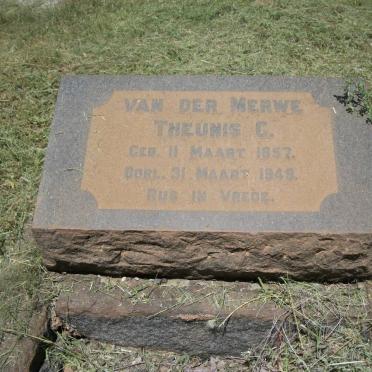 VAN DER MERWE
THEUNIS C.
GEB. 11 MAART 1857.
OORL. 31 MAART 1949.
RUS IN VREDE.